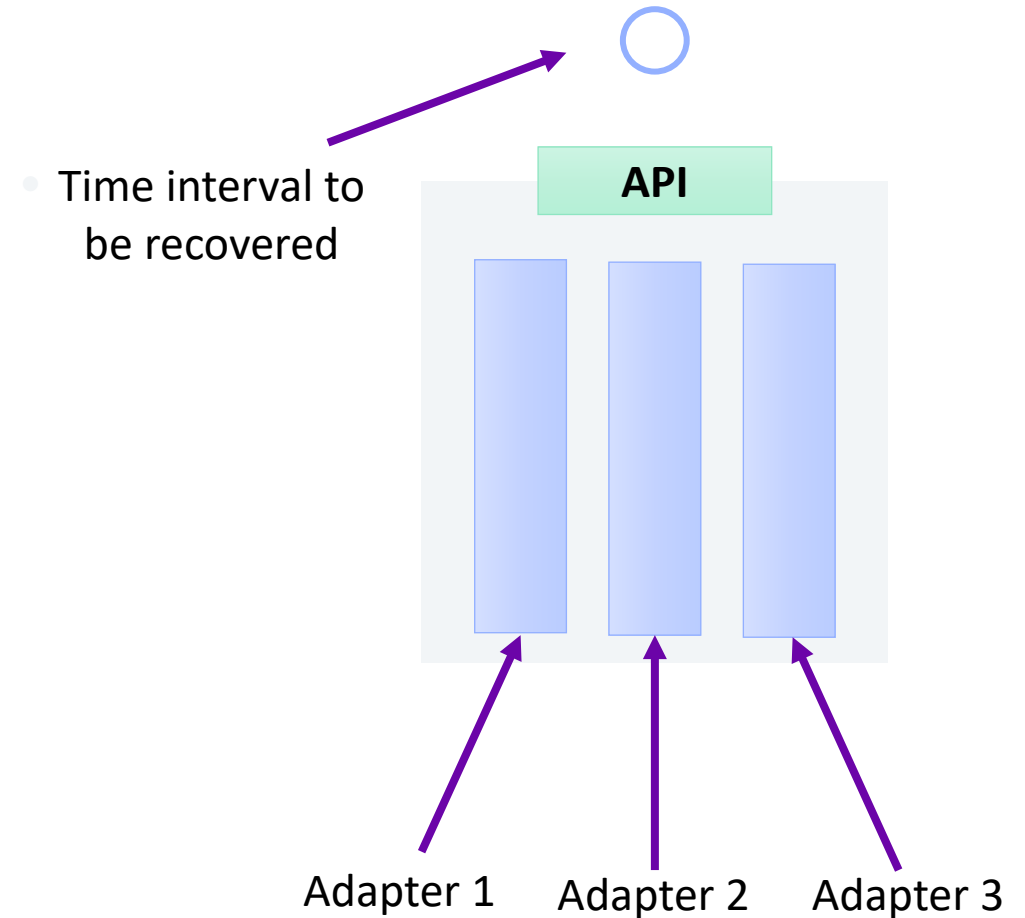 API
Time interval to
be recovered
Adapter 1
Adapter 2
Adapter 3